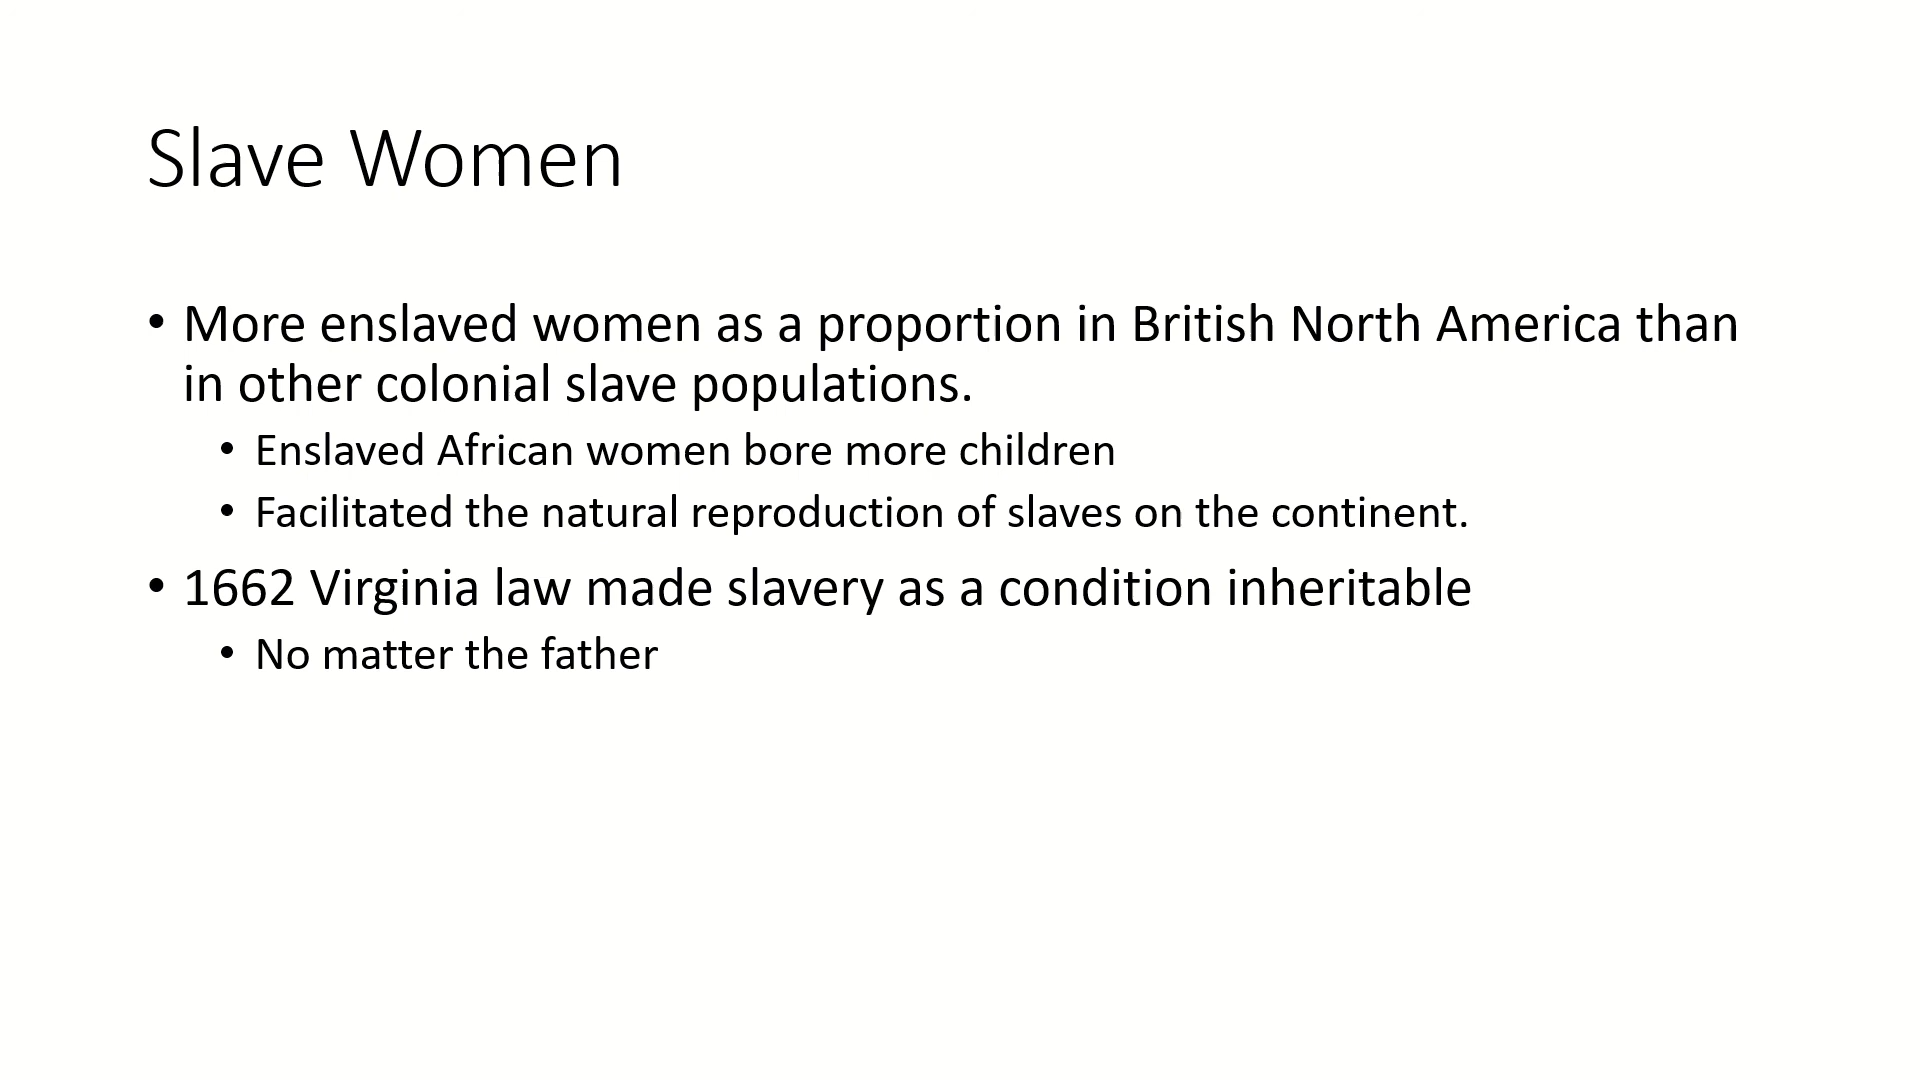 Slave Women
• More enslaved women as a proportion in British North America than
in other colonial slave populations.
• Enslaved African women bore more children
• Facilitated the natural reproduction of slaves on the continent.
• 1662 Virginia law made slavery as a condition inheritable
• No matter the father